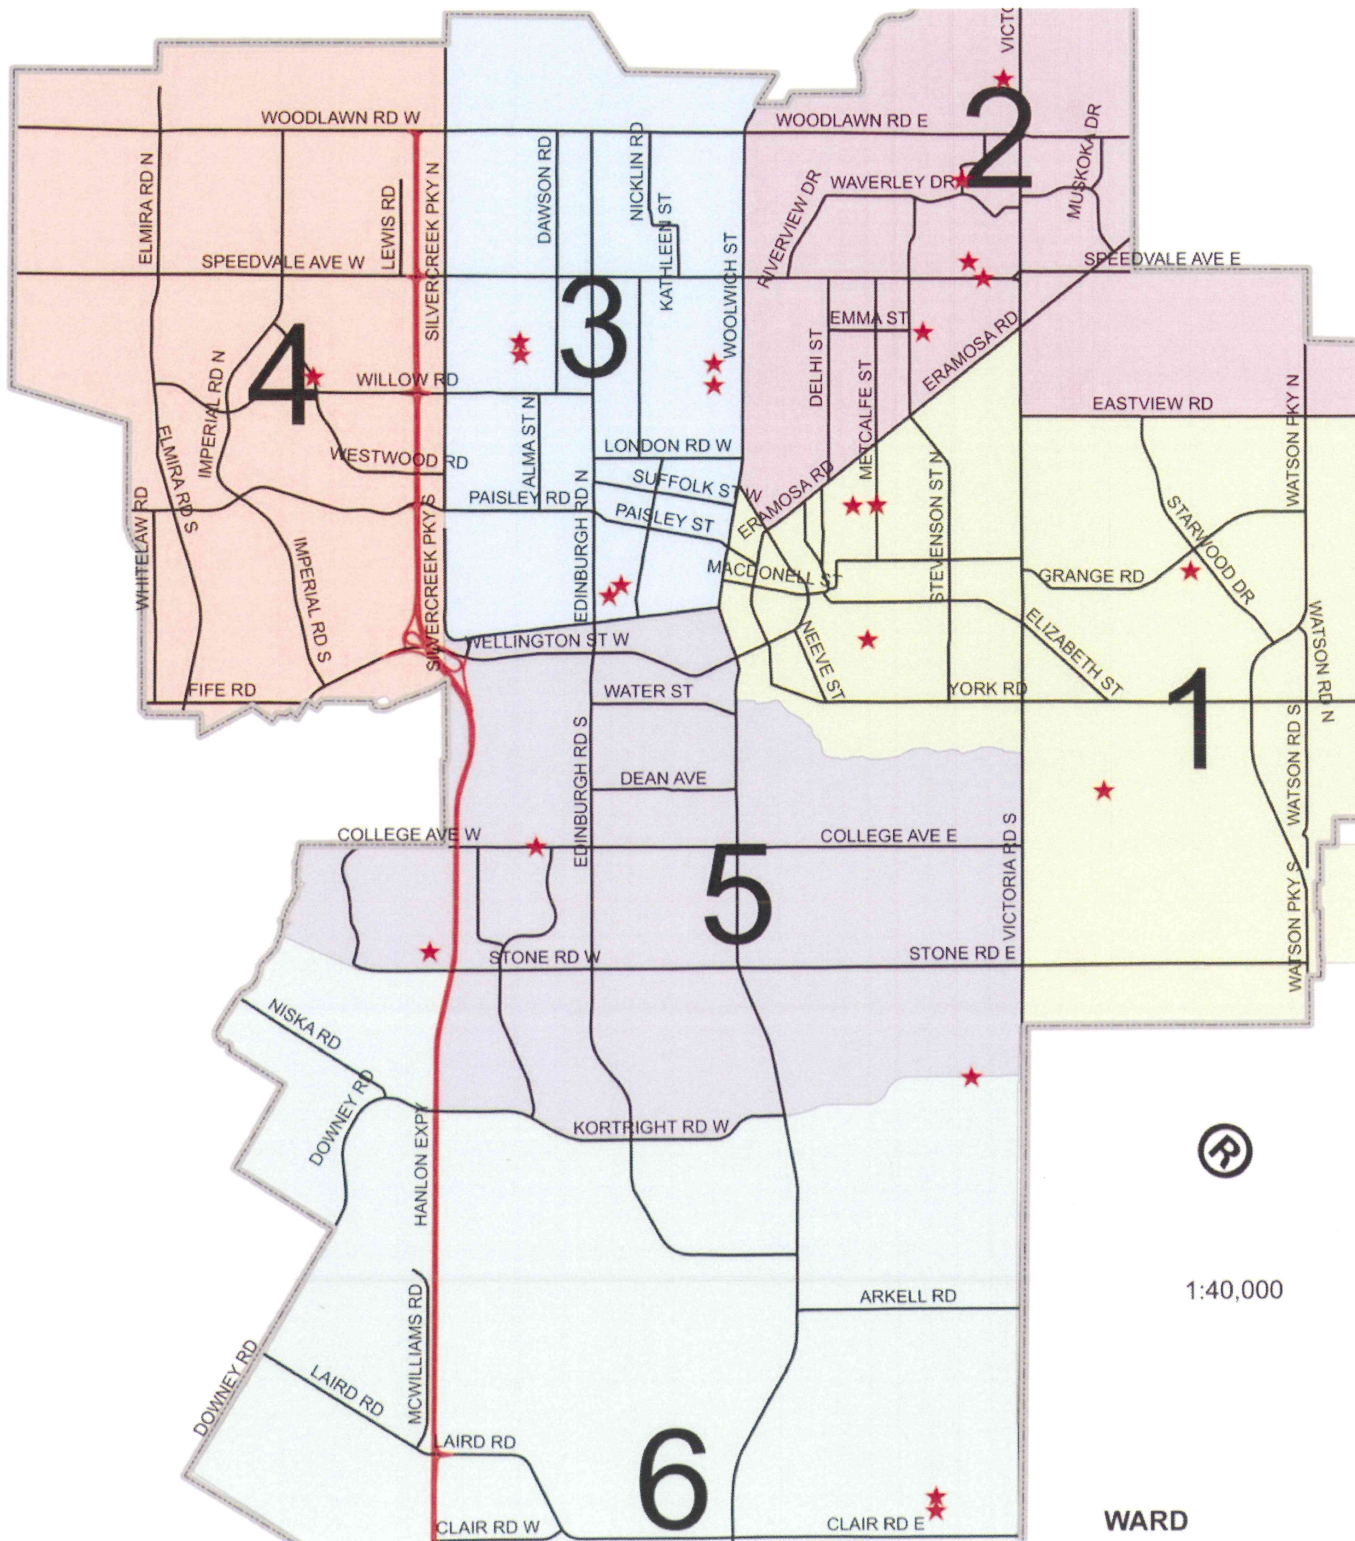 VICTO
WOODLAWN RD W
WOODLAWN RD E
2
ELMIRA RD N
LEWIS RD
SILVERCREEK PKY N
DAWSON RD
NICKLIN RD
KATHLEEN ST
WOOLWICH ST
RIVERVIEW DR
WAVERLEY DR
MUSKOKA DR
SPEEDVALE AVE W
SPEEDVALE AVE E
3
4
EMMA ST
DELHI ST
METCALFE ST
ERAMOSA RD
IMPERIAL RD N
WILLOW RD
EASTVIEW RD
WATSON PKY N
ELMIRA RD S
WESTWOOD RD
ALMA ST N
LONDON RD W
SUFFOLK ST W
ERAMOSA RD
PAISLEY RD
PAISLEY ST
EDINBURGH RD N
STEVENSON ST N
STARWOOD DR
WHITELAW RD
IMPERIAL RD S
SILVERCREEK PKY S
MACDONELL ST
GRANGE RD
ELIZABETH ST
WELLINGTON ST W
NEEVE ST
WATSON RD N
FIFE RD
WATER ST
YORK RD
1
EDINBURGH RD S
DEAN AVE
WATSON RD S
COLLEGE AVE W
COLLEGE AVE E
5
VICTORIA RD S
WATSON PKY S
STONE RD W
STONE RD E
NISKA RD
DOWNEY RD
HANLON EXPY
KORTRIGHT RD W
R
ARKELL RD
1:40,000
MCWILLIAMS RD
DOWNEY RD
LAIRD RD
LAIRD RD
6
CLAIR RD W
CLAIR RD E
WARD